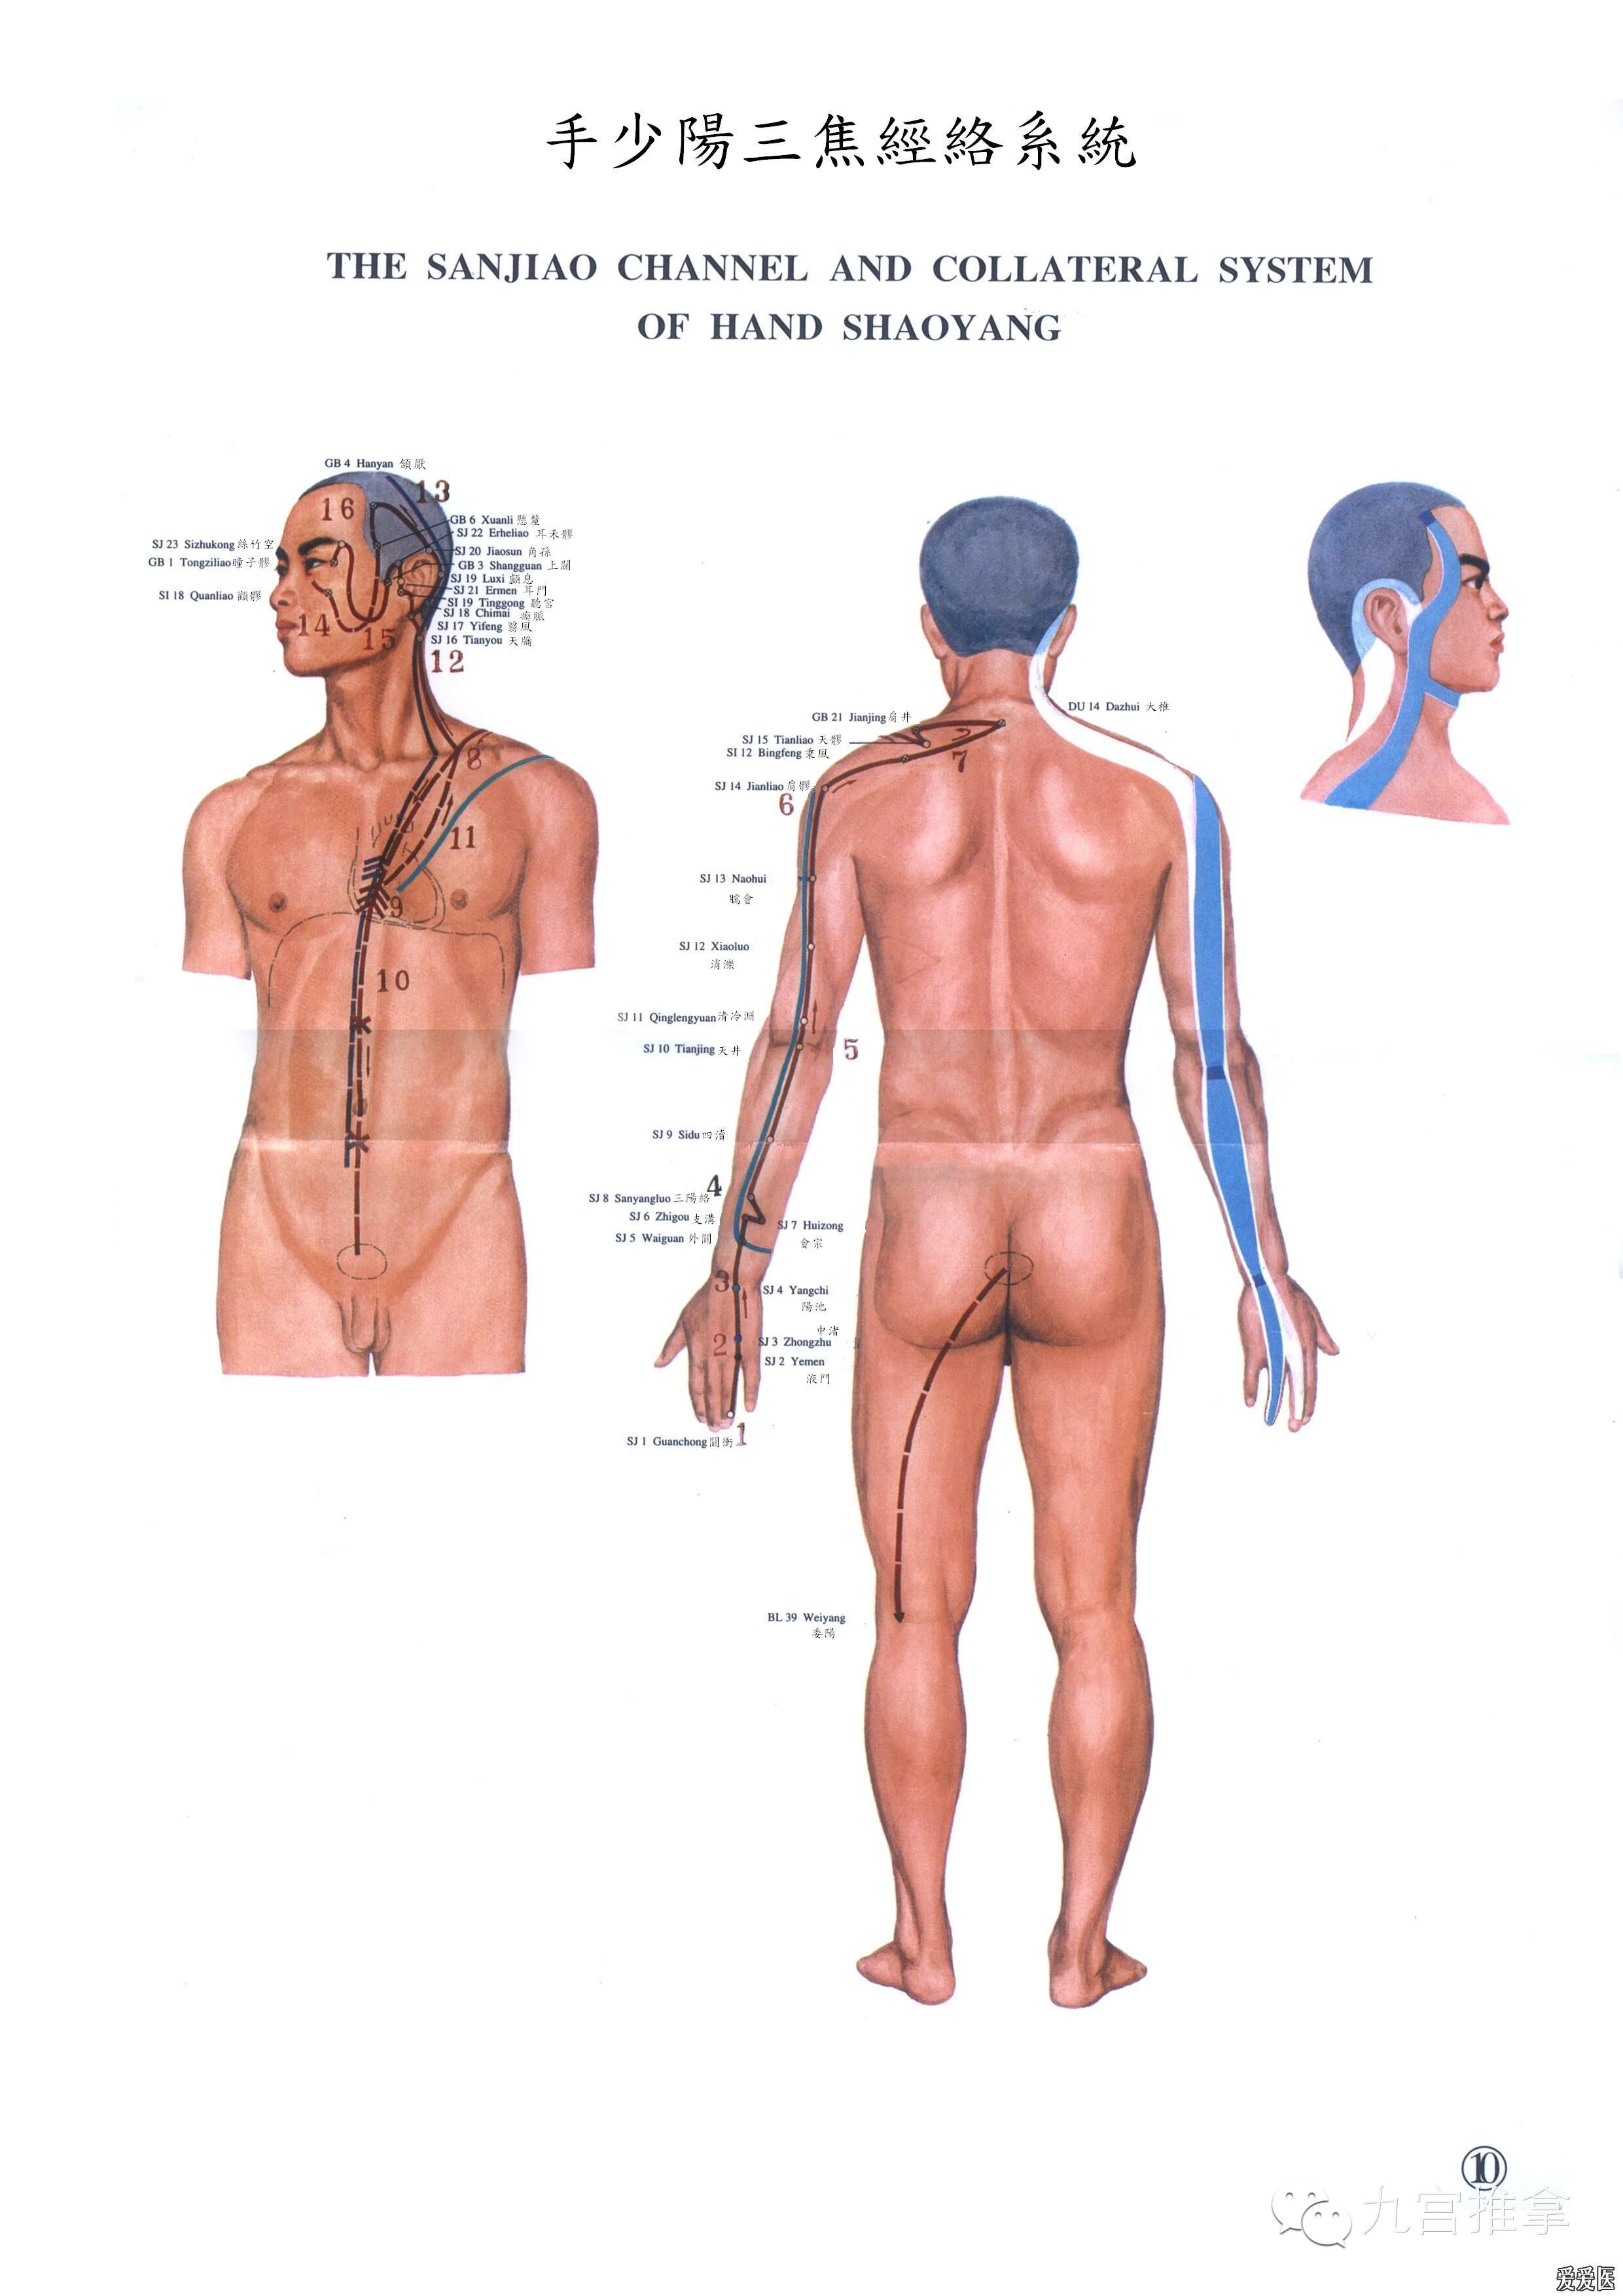 手少陽三焦經絡系統
THE SANJIAO CHANNEL AND COLLATERAL SYSTEM
OF HAND SHAOYANG
GB 4 Hanyan 頷厭
13
16
GB 6 Xuanli 懸釐
SJ 22 Erheliao 耳禾髎
SJ 23 Sizhukong 絲竹空
SJ 20 Jiaosun 角孫
GB 1 Tongziliao 瞳子髎
GB 3 Shangguan 上關
SJ 19 Luxi 顱息
SJ 21 Ermen 耳門
SI 18 Quanliao 顴髎
SI 19 Tinggong 聽宮
SJ 18 Chimai 瘈脈
14
15
SJ 17 Yifeng 翳風
SJ 16 Tianyou 天牖
12
8
11
9
10
DU 14 Dazhui 大椎
GB 21 Jianjing 肩井
SJ 15 Tianliao 天髎
SI 12 Bingfeng 秉風
7
SJ 14 Jianliao 肩髎
6
SJ 13 Naohui
臑會
SJ 12 Xiaoluo
消濼
SJ 11 Qinglengyuan 清冷淵
SJ 10 Tianjing 天井
5
SJ 9 Sidu 四瀆
4
SJ 8 Sanyangluo 三陽絡
SJ 6 Zhigou 支溝
SJ 7 Huizong
會宗
SJ 5 Waiguan 外關
3
SJ 4 Yangchi
陽池
中渚
2
SJ 3 Zhongzhu
SJ 2 Yemen
液門
SJ 1 Guanchong 關衝
1
BL 39 Weiyang
委陽
⑩
九宫推拿
爱爱医